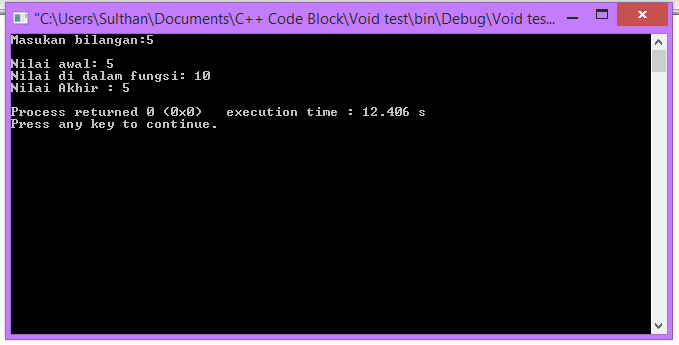 "C:\Users\Sulthan\Documents\C++ Code Block\Void test\bin\Debug\Void tes...
Masukan bilangan:5
Nilai awal: 5
Nilai di dalam fungsi: 10
Nilai Akhir : 5
Process returned 0 (0x0)   execution time : 12.406 s
Press any key to continue.